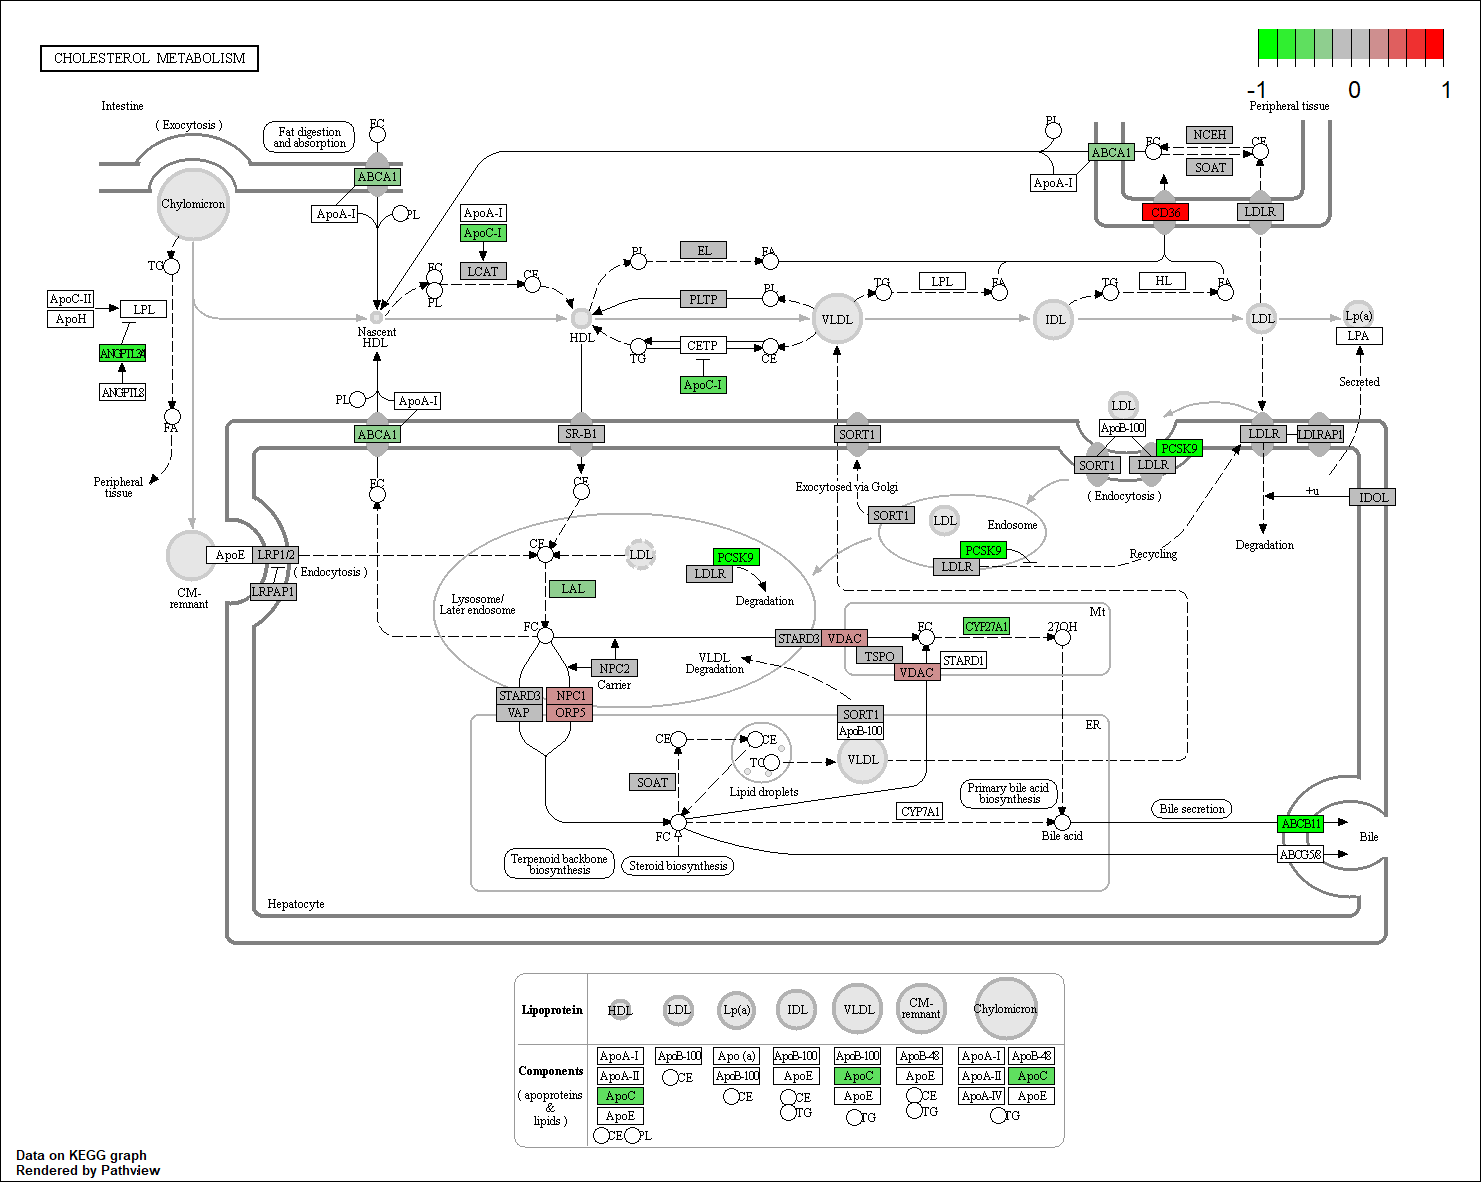 CHOLESTEROL METABOLISM
-1 0 1
Intestine
( Exocytosis )
Fat digestion
and absorption
FC
ABCA1
ApoA-I
PL
Chylomicron
TG
ApoC-II
ApoH
LPL
ANGPTL3/4
ANGPTL8
FA
Peripheral
tissue
ApoA-I
ApoC-I
LCAT
FC
PL
CE
Nascent
HDL
HDL
PL
EL
FA
PLTP
PL
TG
CETP
CE
ApoC-I
VLDL
TG
LPL
FA
IDL
TG
HL
FA
LDL
Lp(a)
LPA
Secreted
Peripheral tissue
PL
ABCA1
ApoA-I
FC
NCEH
SOAT
CE
CD36
LDLR
PL
ApoA-I
ABCA1
SR-B1
SORT1
LDL
ApoB-100
SORT1
LDLR
PCSK9
( Endocytosis )
LDLR
LDLRAP1
+u
IDOL
Degradation
FC
CE
Exocytosed via Golgi
SORT1
LDL
Endosome
PCSK9
LDLR
Recycling
CM-
remnant
ApoE
LRP1/2
( Endocytosis )
LRPAP1
CE
LDL
PCSK9
LDLR
Degradation
LAL
Lysosome/
Later endosome
FC
NPC2
Carrier
STARD3
VAP
NPC1
ORP5
STARD3
VDAC
TSPO
VDAC
STARD1
FC
CYP27A1
27OH
Mt
VLDL
Degradation
SORT1
ApoB-100
VLDL
ER
CE
CE
TG
Lipid droplets
SOAT
FC
CYP7A1
Primary bile acid
biosynthesis
Bile acid
Bile secretion
ABCB11
ABCG5/8
Bile
Terpenoid backbone
biosynthesis
Steroid biosynthesis
Hepatocyte
Lipoprotein
HDL LDL Lp(a) IDL VLDL CM-
remnant Chylomicron
Components
( apoproteins
&
lipids )
ApoA-I ApoB-100 Apo (a) ApoB-100 ApoB-100 ApoB-48 ApoA-I ApoB-48
ApoA-II CE ApoB-100 ApoE ApoC ApoE ApoA-II ApoC
ApoC CE CE ApoE CE ApoA-IV ApoE
ApoE TG TG TG TG
CE PL
Data on KEGG graph
Rendered by Pathview